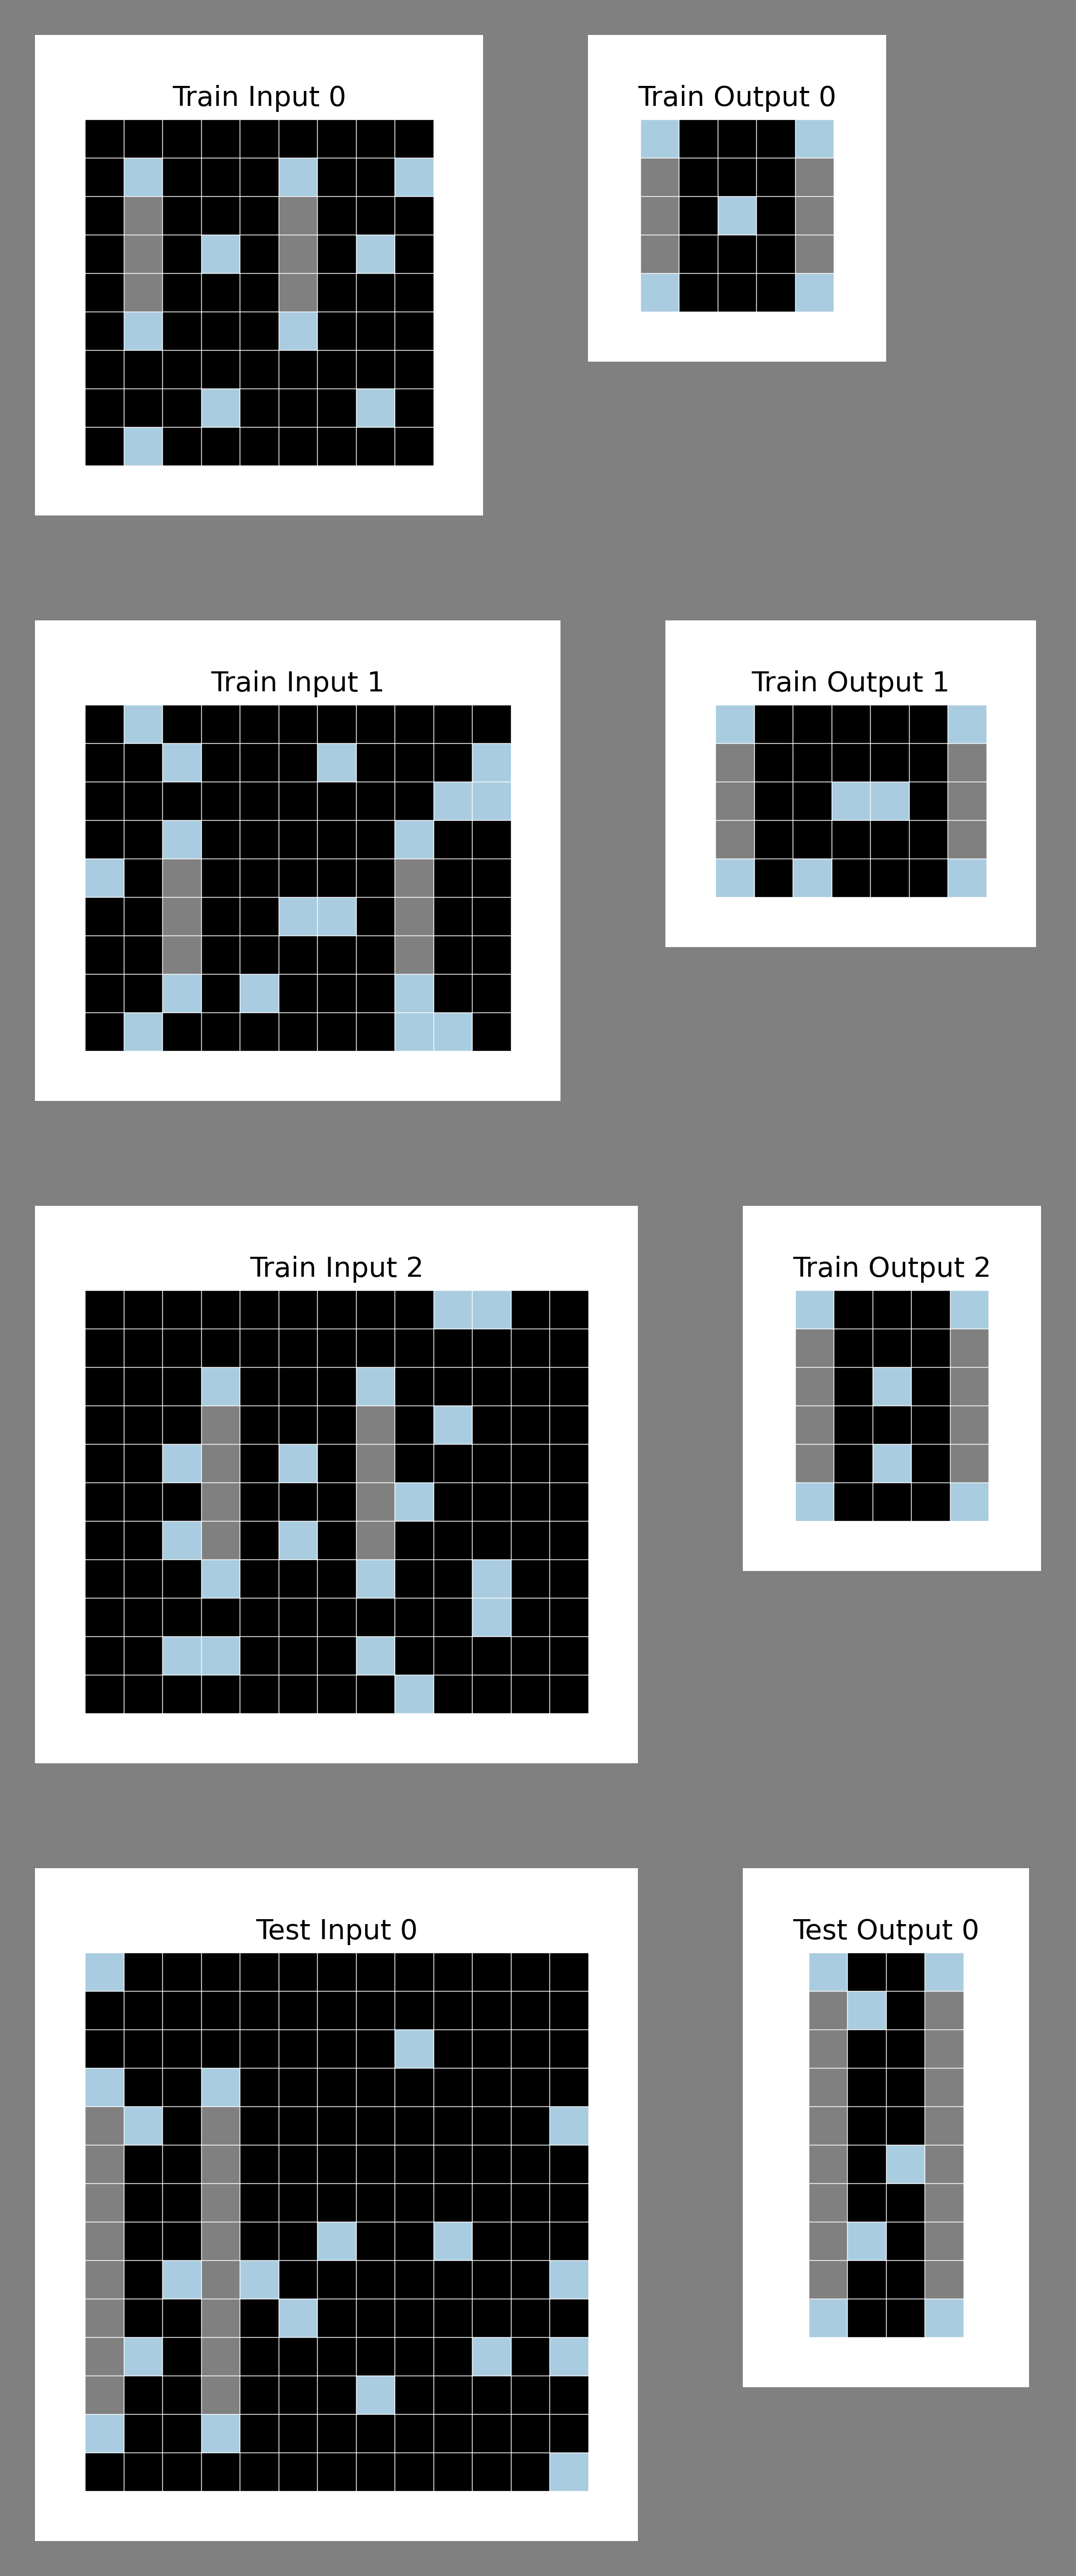 Train Input 0
Train Output 0
Train Input 1
Train Output 1
Train Input 2
Train Output 2
Test Input 0
Test Output 0